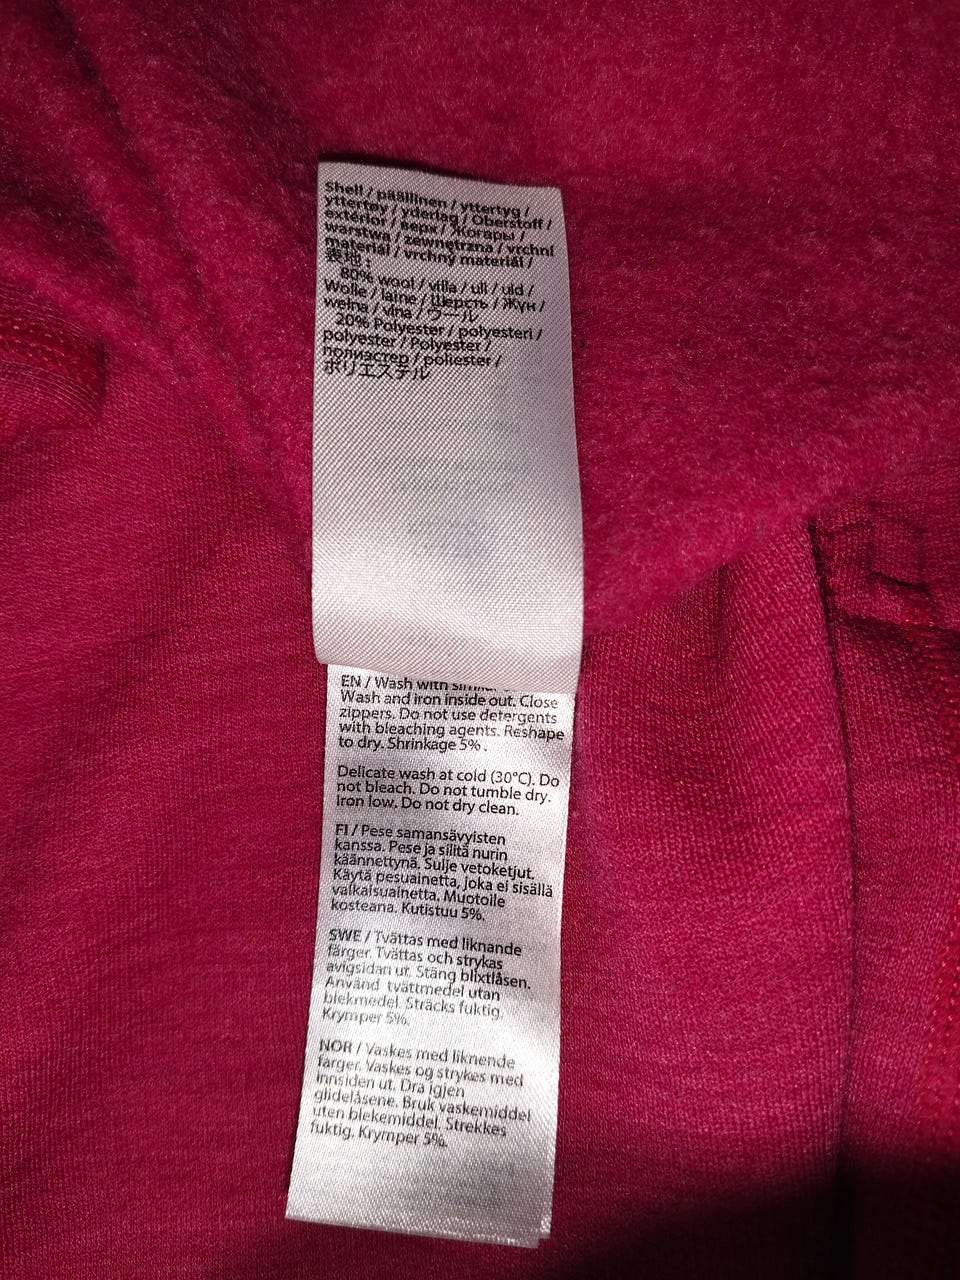 Shell / päällinen / yttertyg /
yttertøy / yderlag / Oberstoff /
extérior / верх / Жогары /
warstwa / zewnętrzna / vrchní
materiál / vrchný materiál /
表地 :
80% wool / villa / ull / uld /
Wolle / laine / Шерсть / Жүн /
wełna / vlna / ウール
20% Polyester / polyesteri /
polyester / Polyester /
полиэстер / poliester /
ポリエステル
EN / Wash with
Wash and iron inside out. Close
zippers. Do not use detergents
with bleaching agents. Reshape
to dry. Shrinkage 5% .
Delicate wash at cold (30°C). Do
not bleach. Do not tumble dry.
Iron low. Do not dry clean.
FI / Pese samansävyisten
kanssa. Pese ja silitä nurin
käännettynä. Sulje vetoketjut.
Käytä pesuainetta, joka ei sisällä
valkaisuainetta. Muotoile
kosteana. Kutistuu 5%.
SWE / Tvättas med liknande
färger. Tvättas och strykas
avigsidan ut. Stäng blixtlåsen.
Använd tvättmedel utan
blekmedel. Sträcks fuktig.
Krymper 5%.
NOR / Vaskes med liknende
farger. Vaskes og strykes med
innsiden ut. Dra igjen
glidelåsene. Bruk vaskemiddel
uten blekemiddel. Strekkes
fuktig. Krymper 5%.